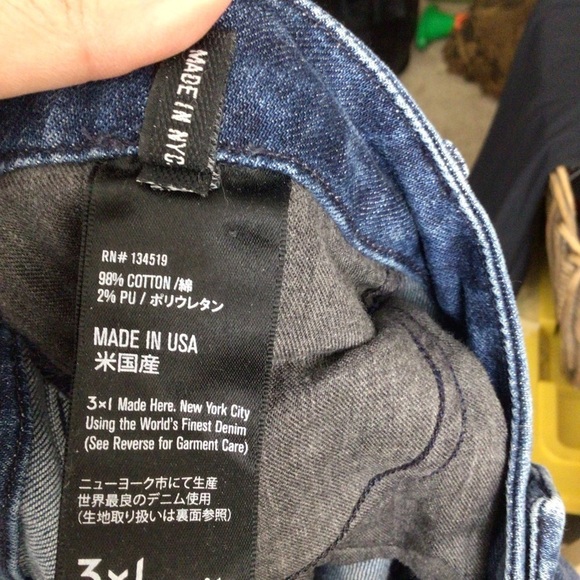 MADE IN NYC
RN# 134519
98% COTTON /綿
2% PU / ポリウレタン
MADE IN USA
米国産
3×1 Made Here. New York City
Using the World's Finest Denim
(See Reverse for Garment Care)
ニューヨーク市にて生産
世界最良のデニム使用
(生地取り扱いは裏面参照)
3×1